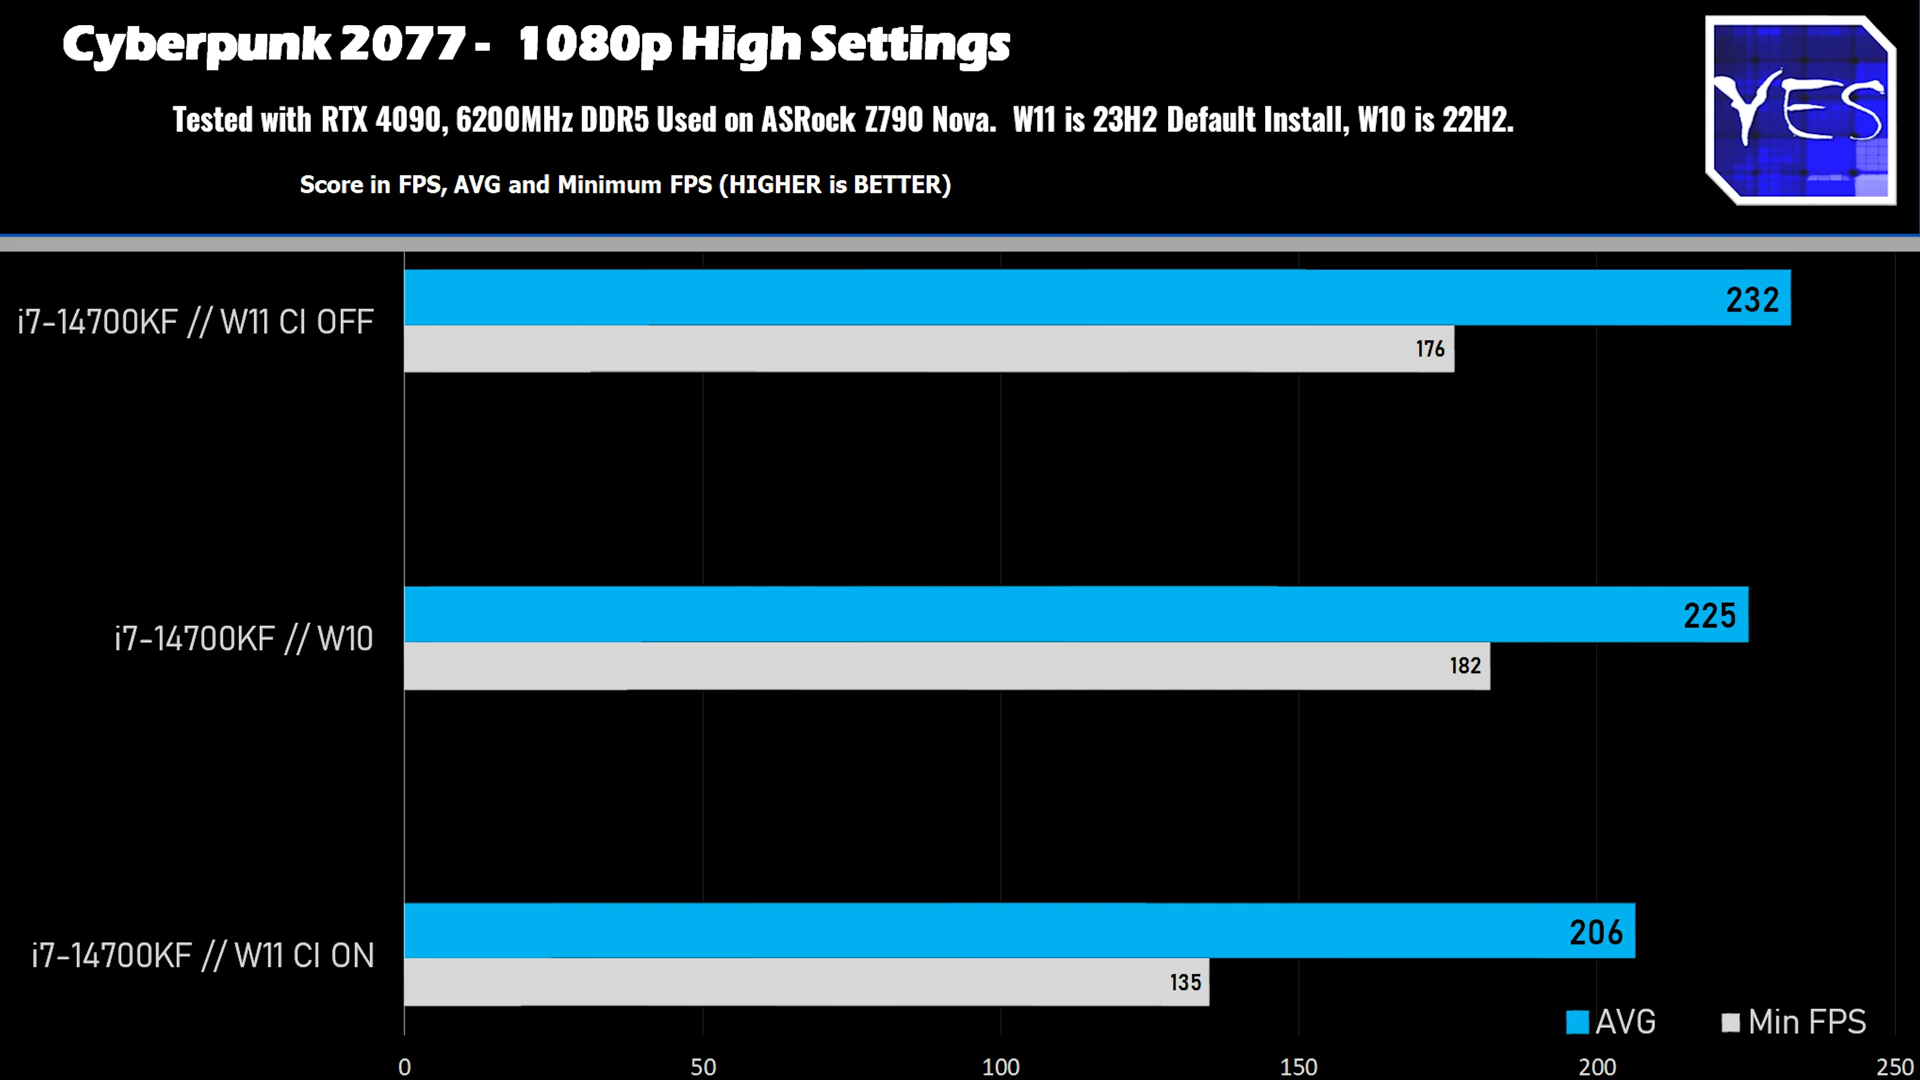 Cyberpunk 2077 - 1080p High Settings
Tested with RTX 4090, 6200MHz DDR5 Used on ASRock Z790 Nova. W11 is 23H2 Default Install, W10 is 22H2.
Score in FPS, AVG and Minimum FPS (HIGHER is BETTER)
YES
i7-14700KF // W11 CI OFF
232
176
i7-14700KF // W10
225
182
i7-14700KF // W11 CI ON
206
135
AVG Min FPS
0 50 100 150 200 250